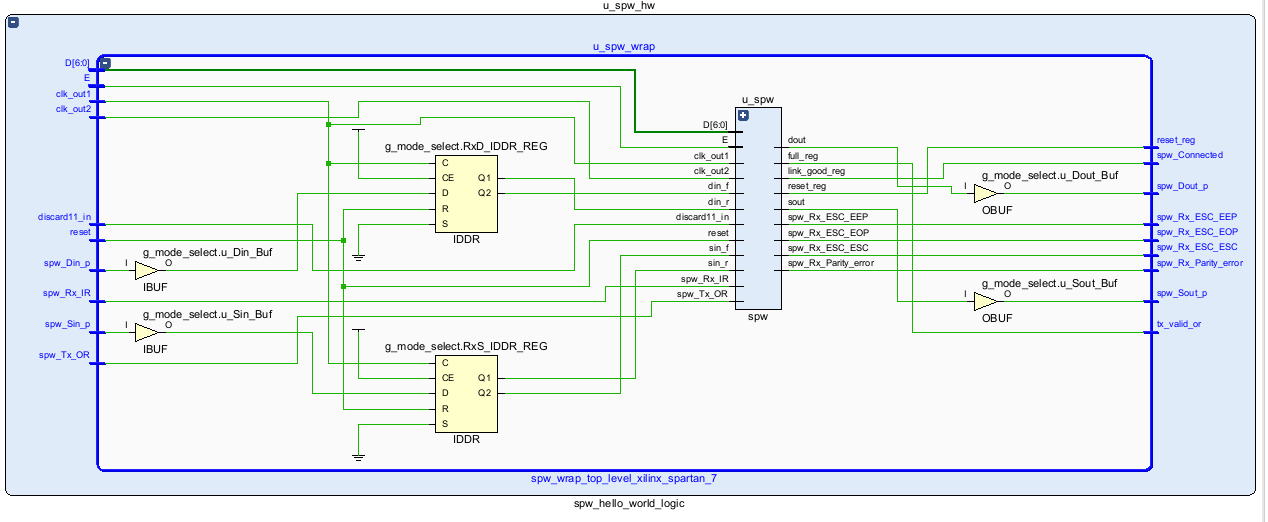 u_spw_hw
u_spw_wrap
D[6:0]
E
clk_out1
clk_out2
discard11_in
reset
spw_Din_p
spw_Rx_IR
spw_Sin_p
spw_Tx_OR
g_mode_select.u_Din_Buf
I
O
IBUF
g_mode_select.u_Sin_Buf
I
O
IBUF
g_mode_select.RxD_IDDR_REG
C
CE
D
R
S
Q1
Q2
IDDR
g_mode_select.RxS_IDDR_REG
C
CE
D
R
S
Q1
Q2
IDDR
u_spw
D[6:0]
E
clk_out1
clk_out2
din_f
din_r
discard11_in
reset
sin_f
sin_r
spw_Rx_IR
spw_Tx_OR
dout
full_reg
link_good_reg
reset_reg
sout
spw_Rx_ESC_EEP
spw_Rx_ESC_EOP
spw_Rx_ESC_ESC
spw_Rx_Parity_error
spw
g_mode_select.u_Dout_Buf
I
O
OBUF
g_mode_select.u_Sout_Buf
I
O
OBUF
reset_reg
spw_Connected
spw_Dout_p
spw_Rx_ESC_EEP
spw_Rx_ESC_EOP
spw_Rx_ESC_ESC
spw_Rx_Parity_error
spw_Sout_p
tx_valid_or
spw_wrap_top_level_xilinx_spartan_7
spw_hello_world_logic